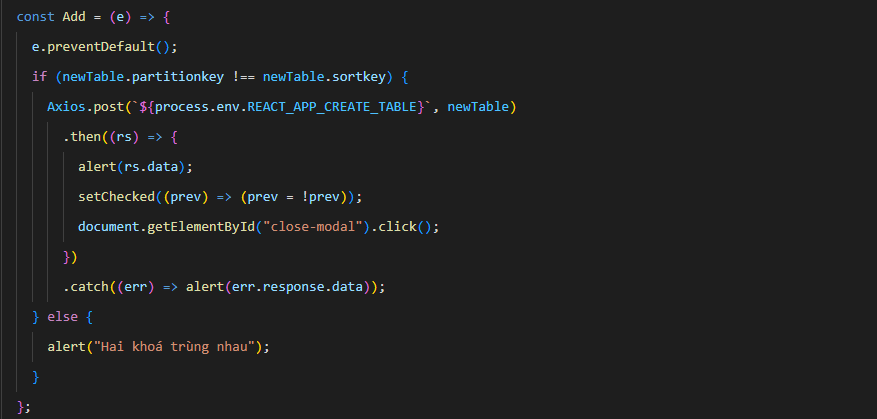 const Add = (e) => {
e.preventDefault();
if (newTable.partitionkey !== newTable.sortkey) {
Axios.post(`${process.env.REACT_APP_CREATE_TABLE}`, newTable)
.then((rs) => {
alert(rs.data);
setChecked((prev) => (prev = !prev));
document.getElementById("close-modal").click();
})
.catch((err) => alert(err.response.data));
} else {
alert("Hai khoá trùng nhau");
}
};